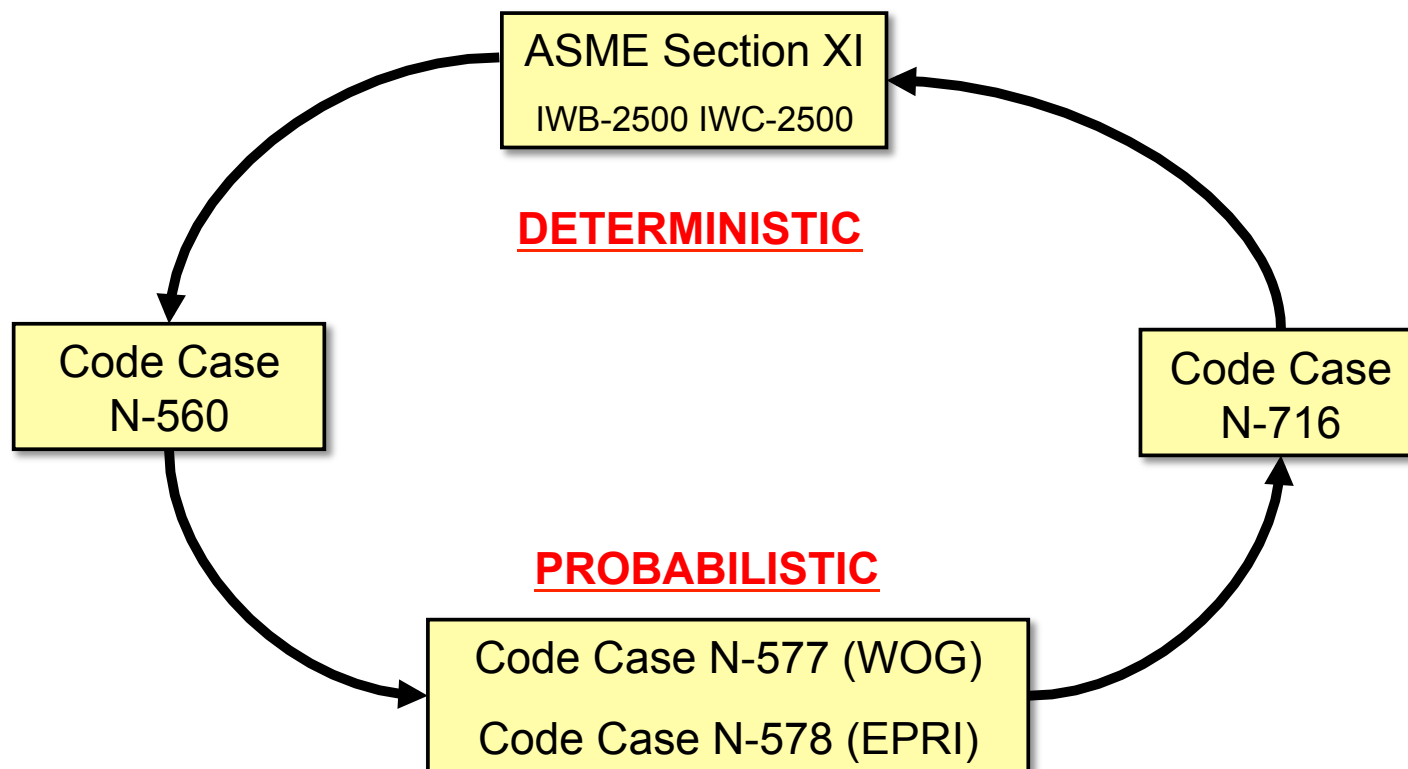 ASME Section XI
IWB-2500 IWC-2500
DETERMINISTIC
Code Case
N-560
Code Case
N-716
PROBABILISTIC
Code Case N-577 (WOG)
Code Case N-578 (EPRI)